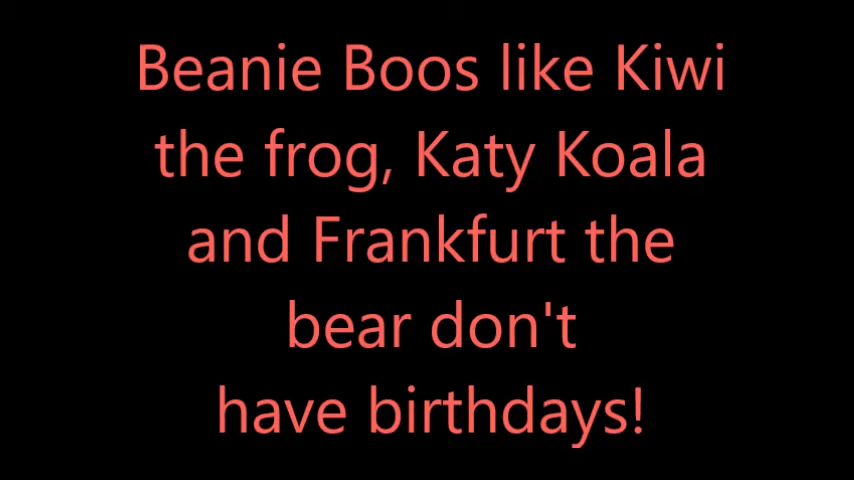 Beanie Boos like Kiwi
the frog, Katy Koala
and Frankfurt the
bear don't
have birthdays!